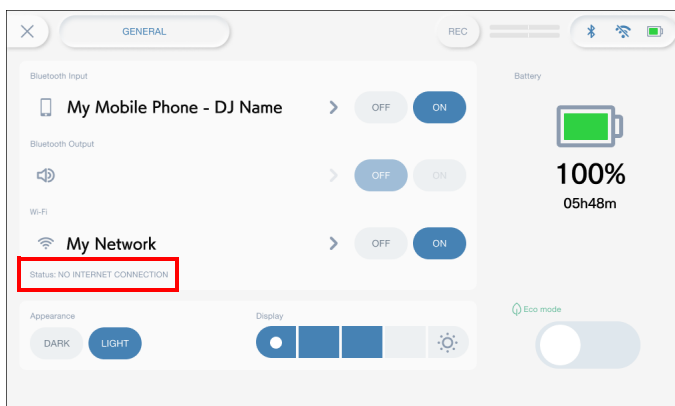 GENERAL
REC
Bluetooth Input
My Mobile Phone - DJ Name
OFF
ON
Bluetooth Output
OFF
ON
Wi-Fi
My Network
OFF
ON
Status: NO INTERNET CONNECTION
Battery
100%
05h48m
Appearance
DARK
LIGHT
Display
Eco mode